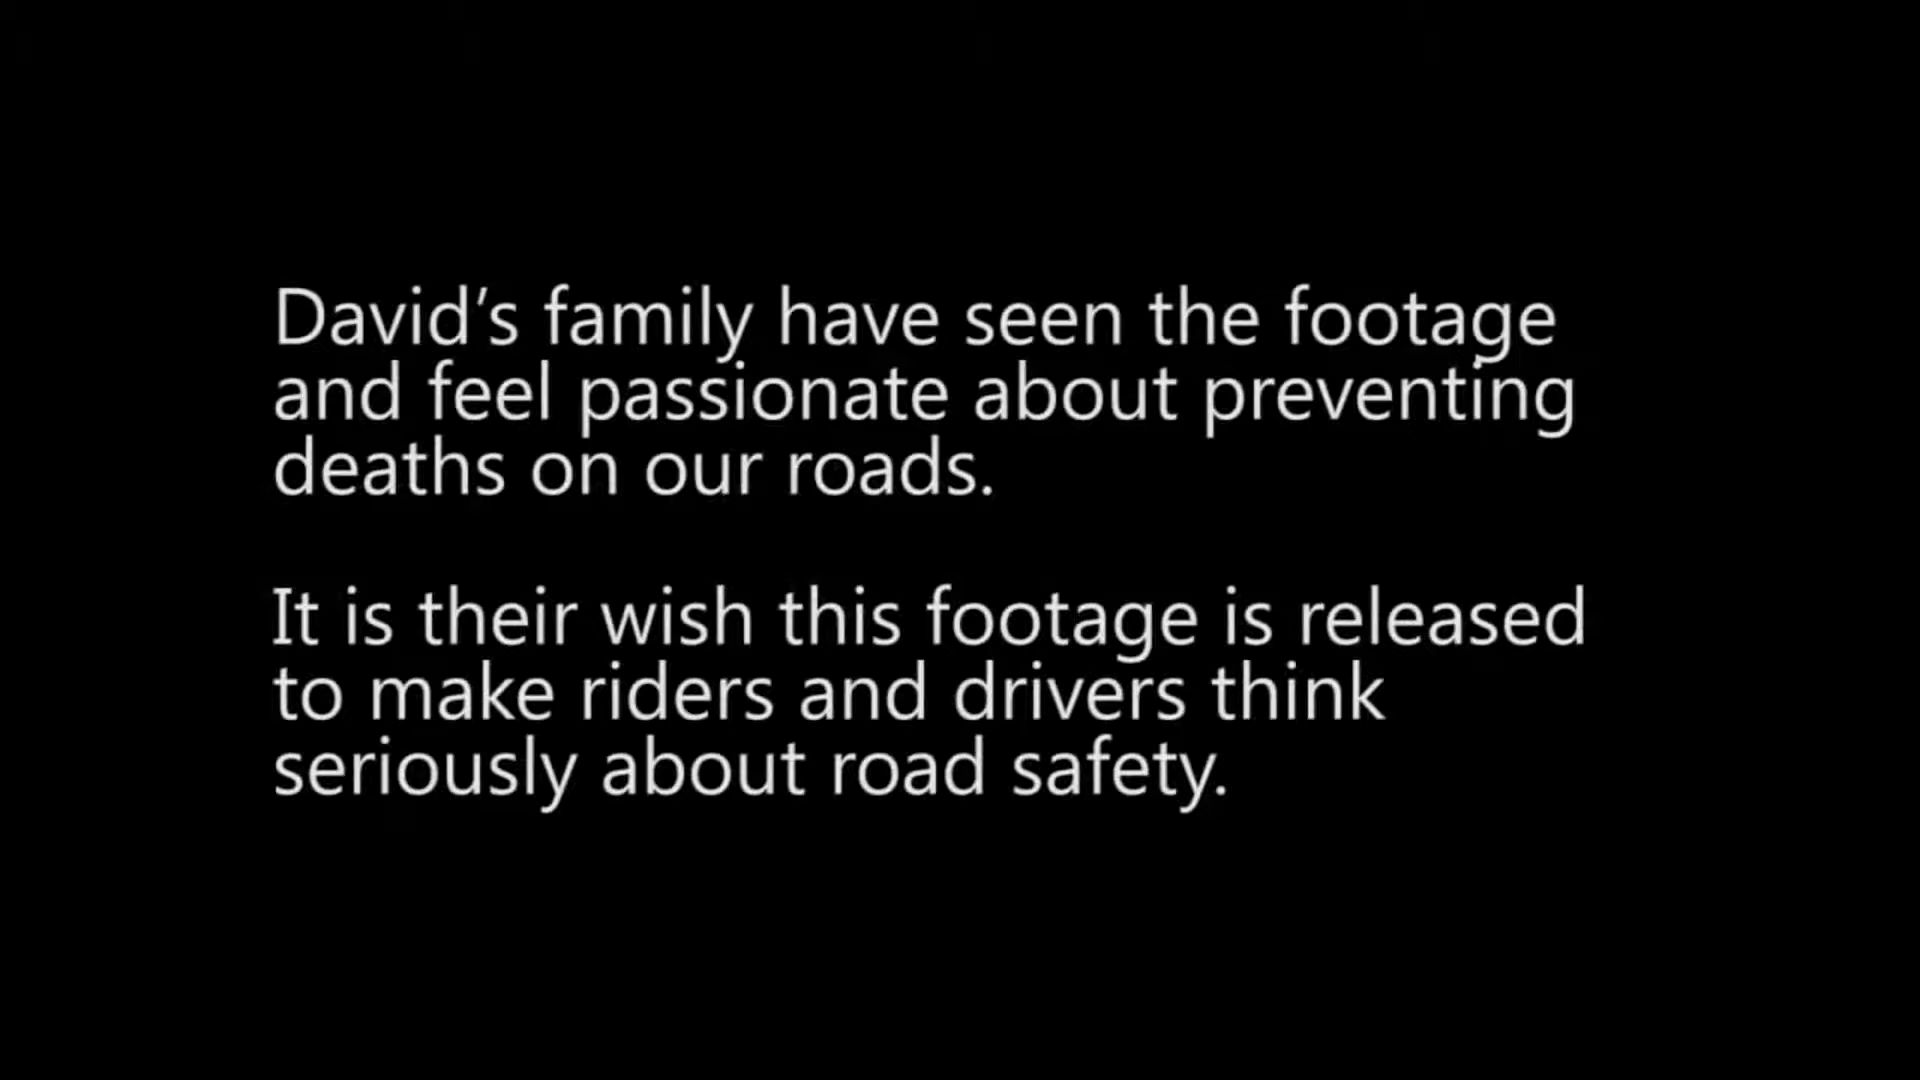 David’s family have seen the footage
and feel passionate about preventing
deaths on our roads.
It is their wish this footage is released
to make riders and drivers think
seriously about road safety.